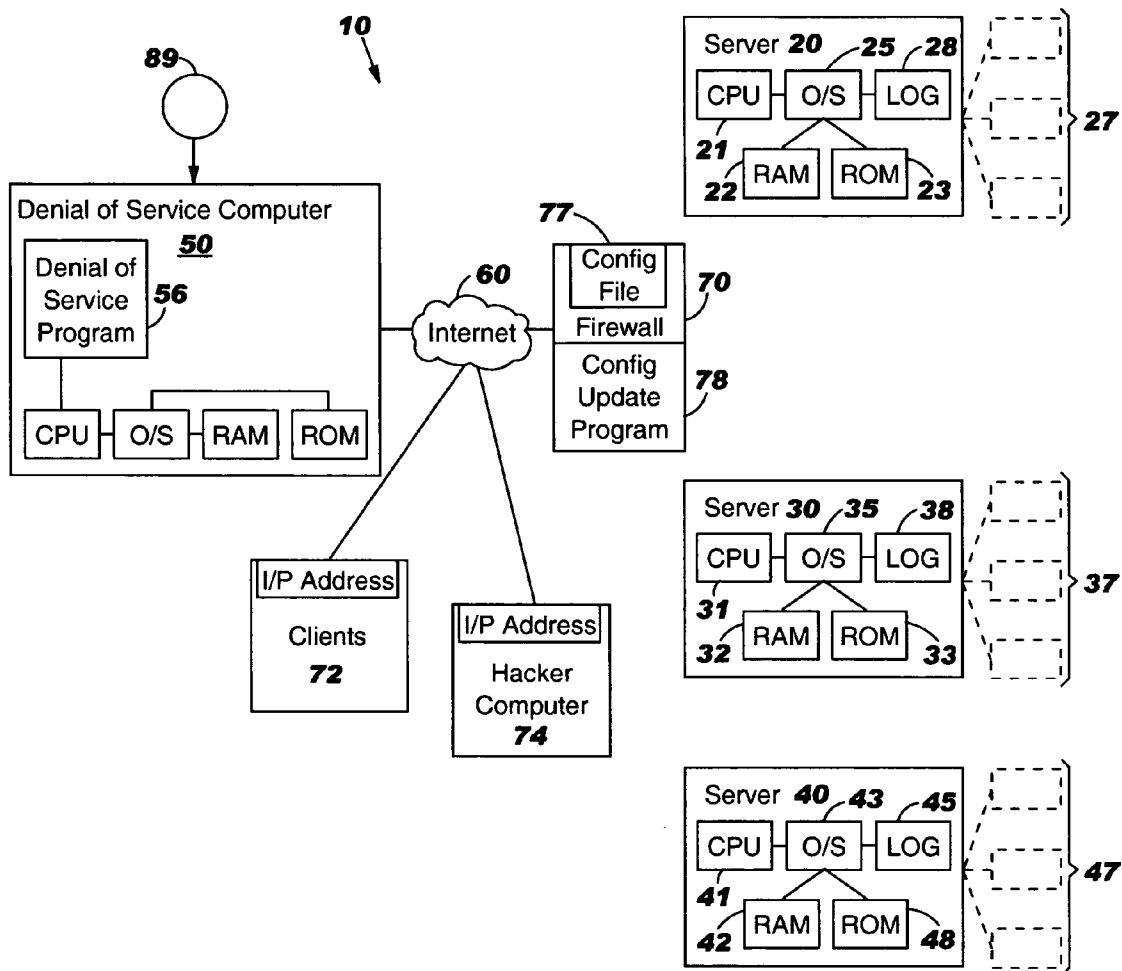 10
89
Denial of Service Computer
50
Denial of
Service
Program
56
CPU
O/S
RAM
ROM
60
Internet
77
Config
File
Firewall
70
Config
Update
Program
78
I/P Address
Clients
72
I/P Address
Hacker
Computer
74
Server 20
25
28
CPU
O/S
LOG
21
22
RAM
ROM
23
27
Server 30
35
38
CPU
O/S
LOG
31
32
RAM
ROM
33
37
Server 40
43
45
CPU
O/S
LOG
41
42
RAM
ROM
48
47